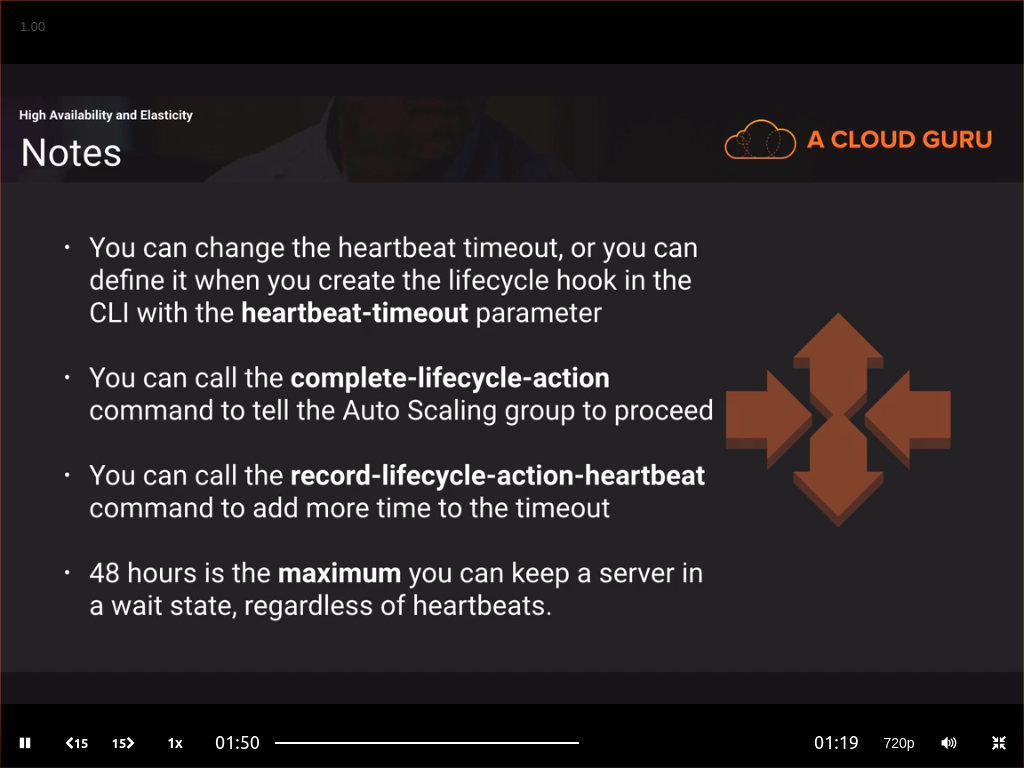 1.00
High Availability and Elasticity
Notes
A CLOUD GURU
• You can change the heartbeat timeout, or you can
define it when you create the lifecycle hook in the
CLI with the heartbeat-timeout parameter
• You can call the complete-lifecycle-action
command to tell the Auto Scaling group to proceed
• You can call the record-lifecycle-action-heartbeat
command to add more time to the timeout
• 48 hours is the maximum you can keep a server in
a wait state, regardless of heartbeats.
15 15 1x 01:50 01:19 720p